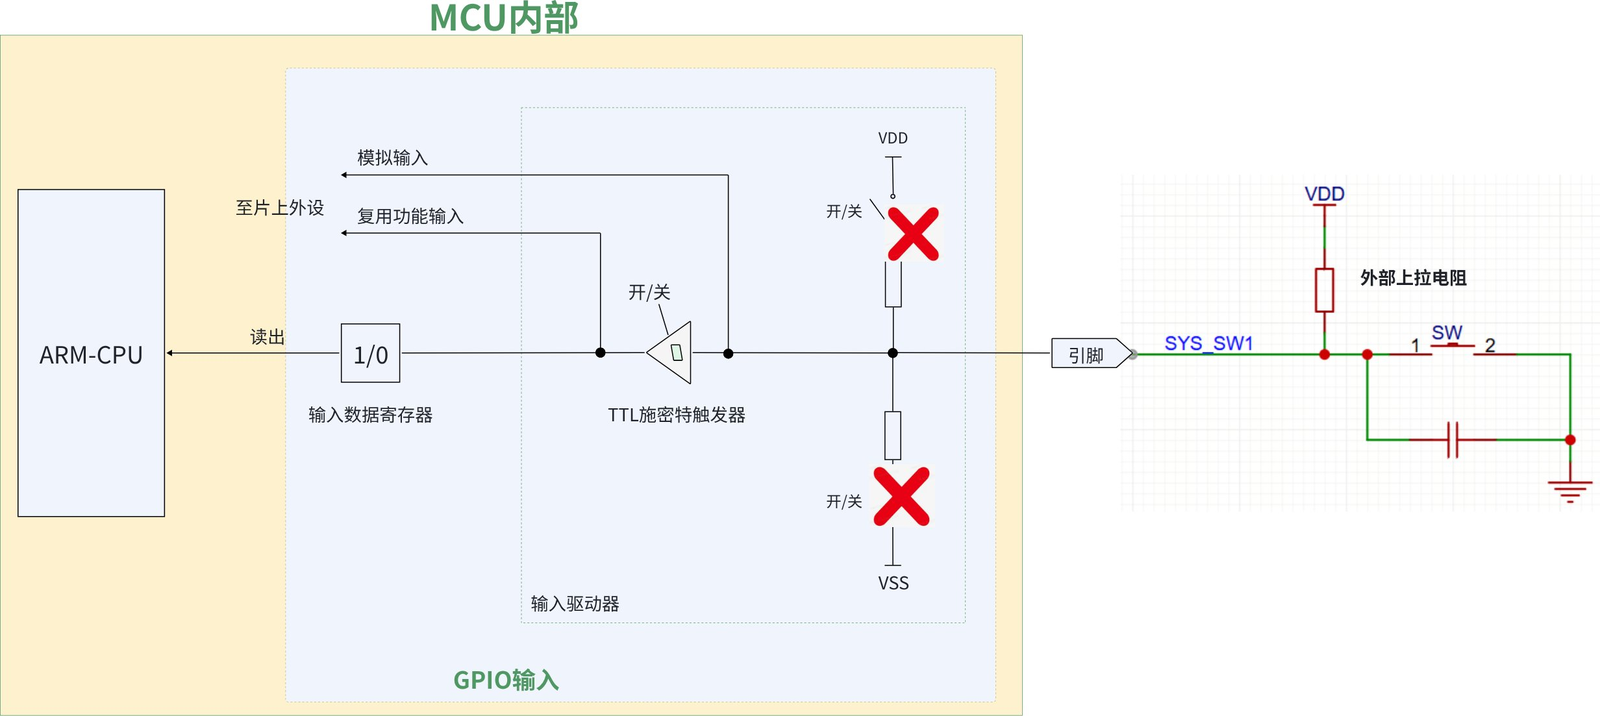 MCU内部
VDD
模拟输入
开/关
至片上外设
复用功能输入
开/关
读出
ARM-CPU
1/0
输入数据寄存器
TTL施密特触发器
开/关
VSS
输入驱动器
GPIO输入
引脚
VDD
外部上拉电阻
SYS_SW1
SW
1
2